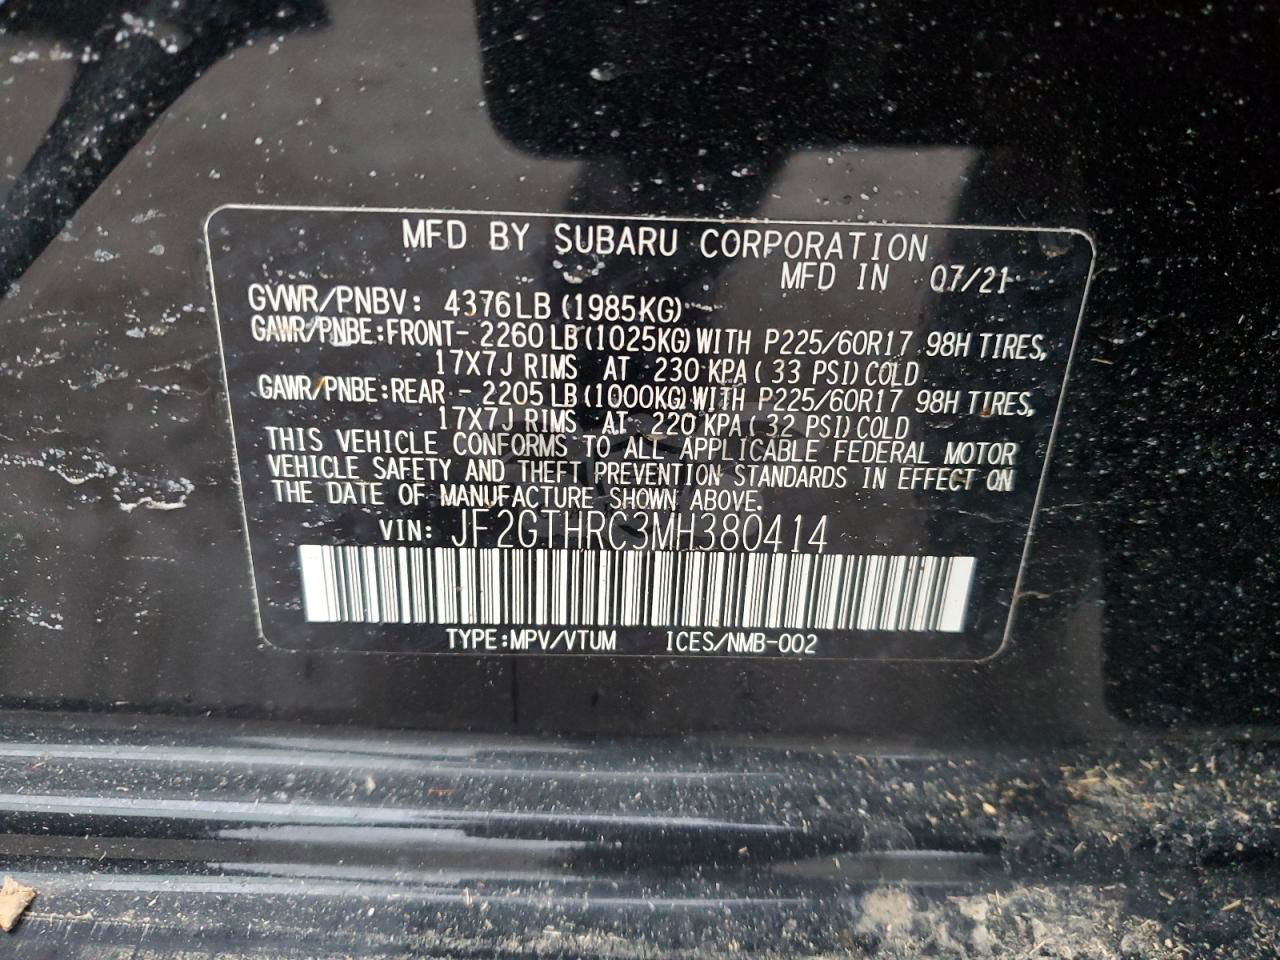 MFD BY SUBARU CORPORATION
MFD IN 07/21
GVWR/PNBV: 4376LB (1985KG)
GAWR/PNBE:FRONT- 2260 LB (1025KG) WITH P225/60R17 98H TIRES,
17X7J RIMS AT 230 KPA ( 33 PSI) COLD
GAWR/PNBE:REAR - 2205 LB (1000KG) WITH P225/60R17 98H TIRES,
17X7J RIMS AT 220 KPA ( 32 PSI) COLD
THIS VEHICLE CONFORMS TO ALL APPLICABLE FEDERAL MOTOR
VEHICLE SAFETY AND THEFT PREVENTION STANDARDS IN EFFECT ON
THE DATE OF MANUFACTURE SHOWN ABOVE.
VIN: JF2GTHRC3MH380414
TYPE:MPV/VTUM ICES/NMB-002